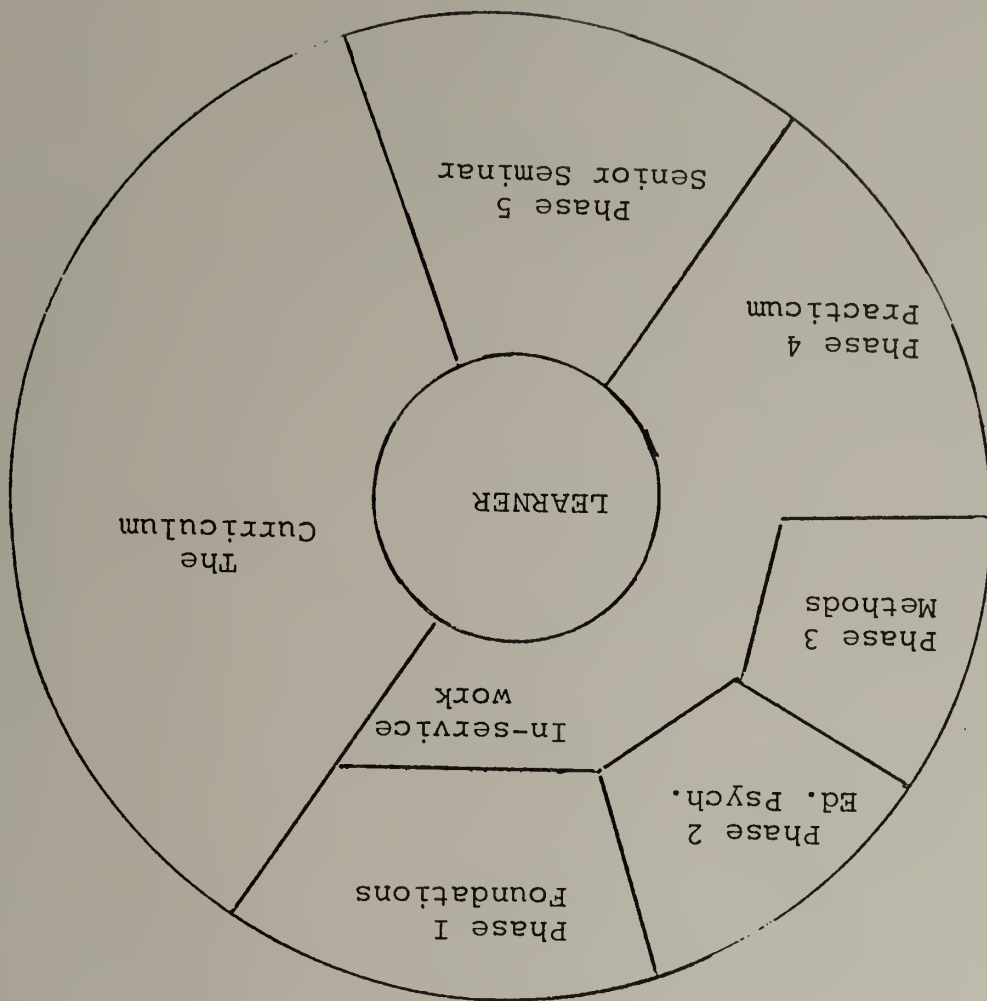 Phase I
Foundations
Phase 2
Ed. Psych.
In-service
work
Phase 3
Methods
The
Curriculum
LEARNER
Phase 4
Practicum
Phase 5
Senior Seminar